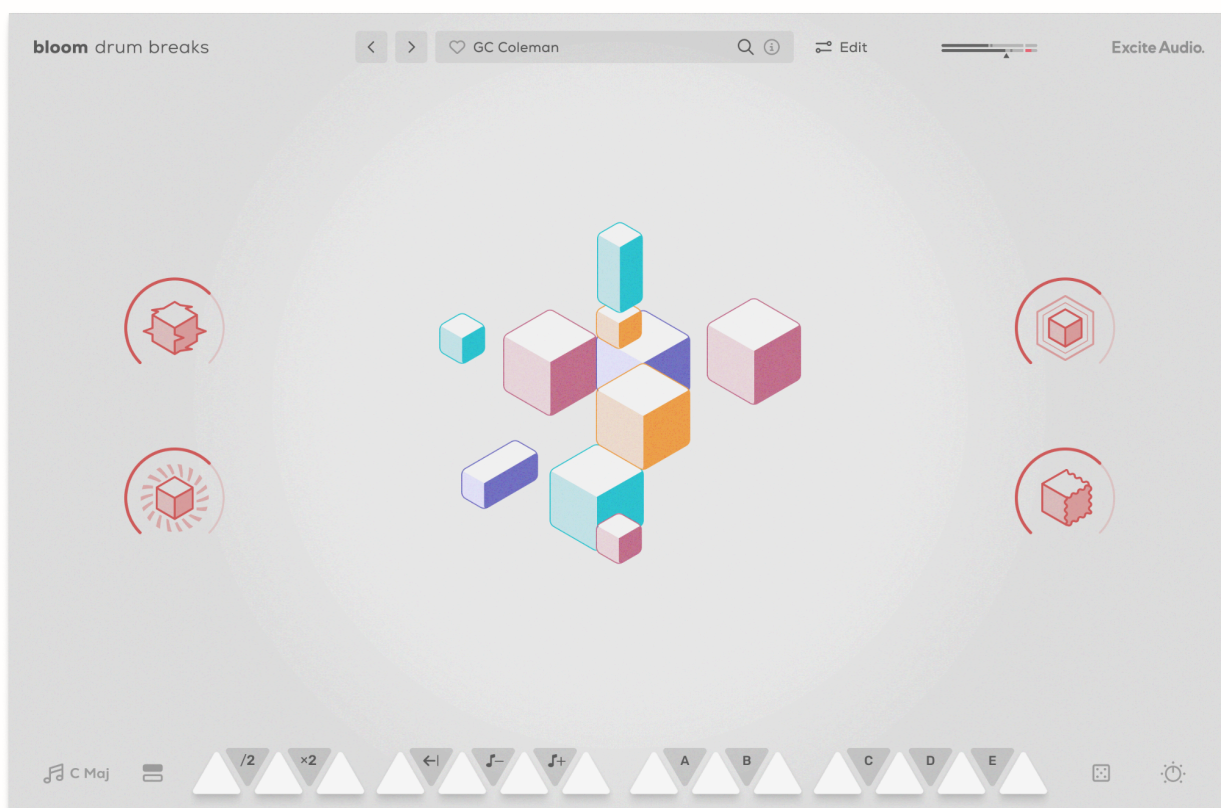 bloom drum breaks
GC Coleman
Edit
Excite Audio.
C Maj
/2 ×2 A B C D E